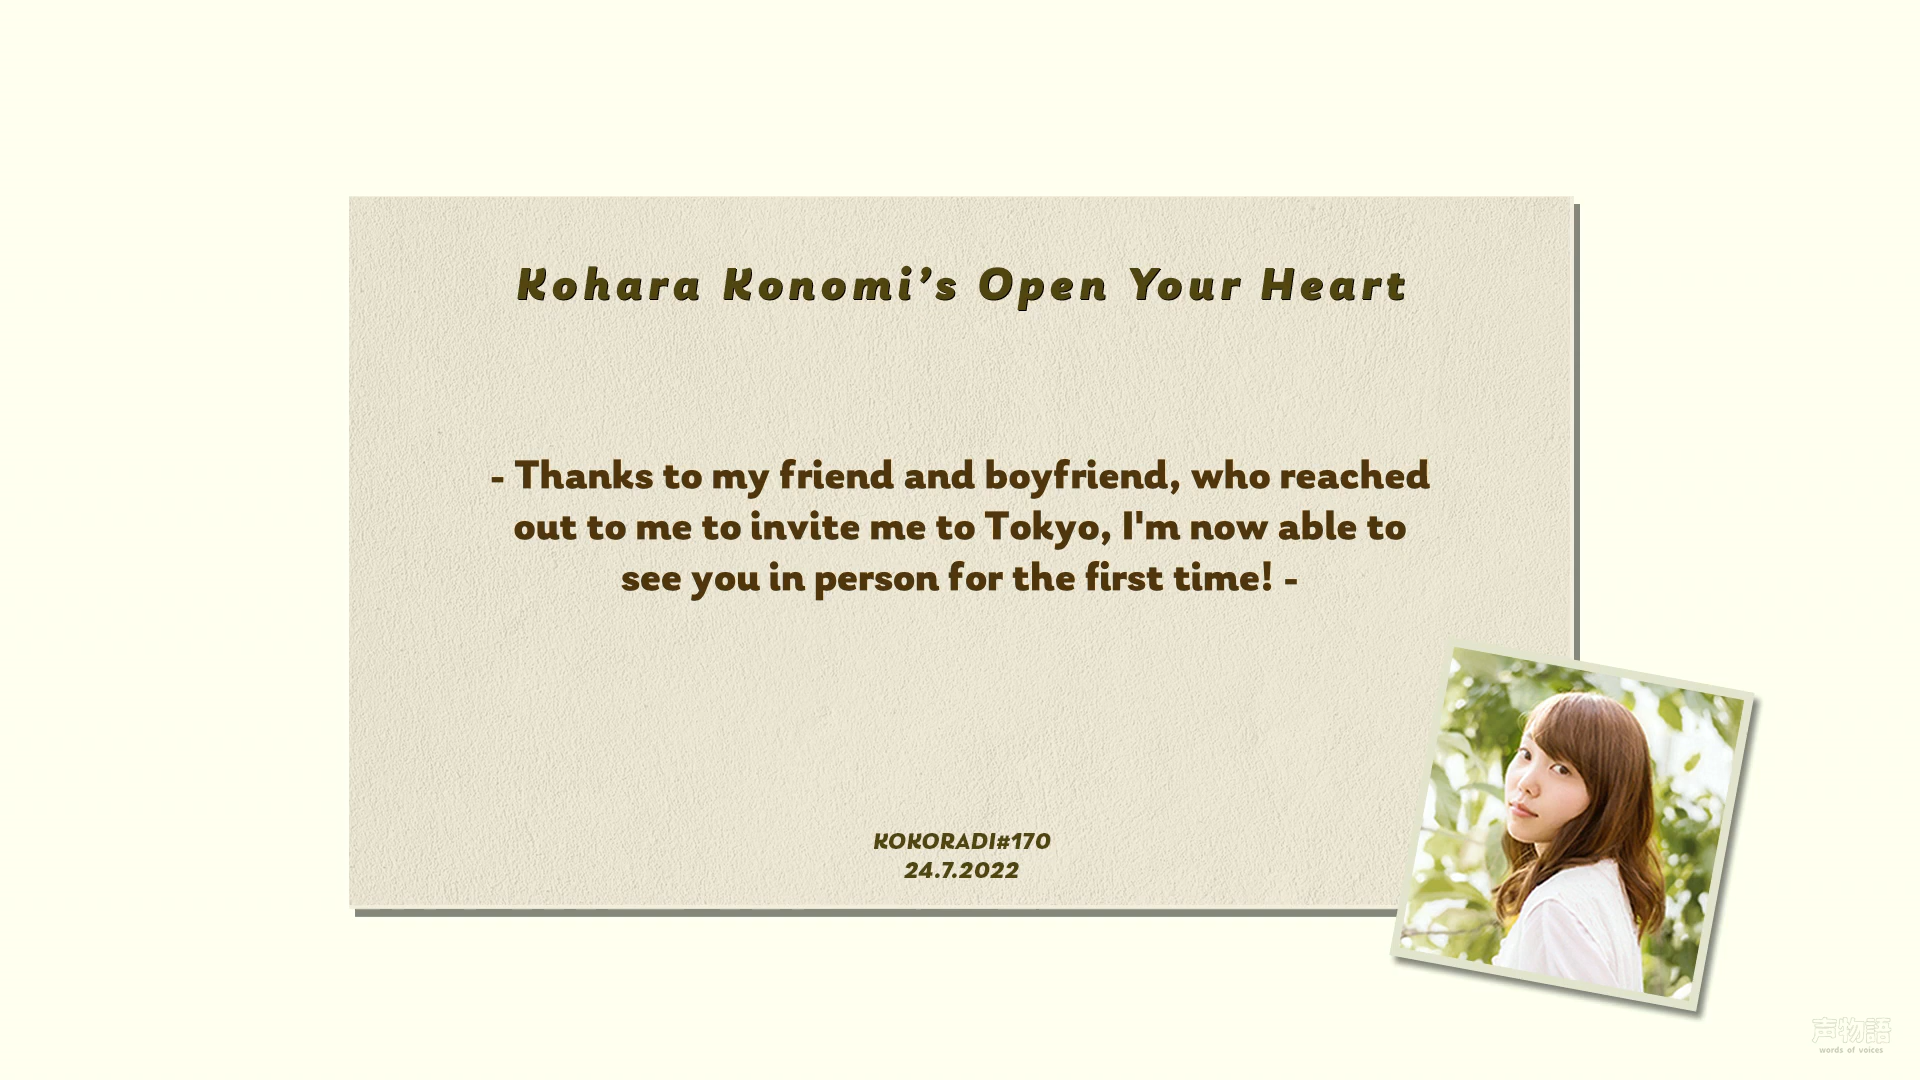 Kohara Konomi’s Open Your Heart
- Thanks to my friend and boyfriend, who reached
out to me to invite me to Tokyo, I'm now able to
see you in person for the first time! -
KOKORADI#170
24.7.2022
声物語
words of voices